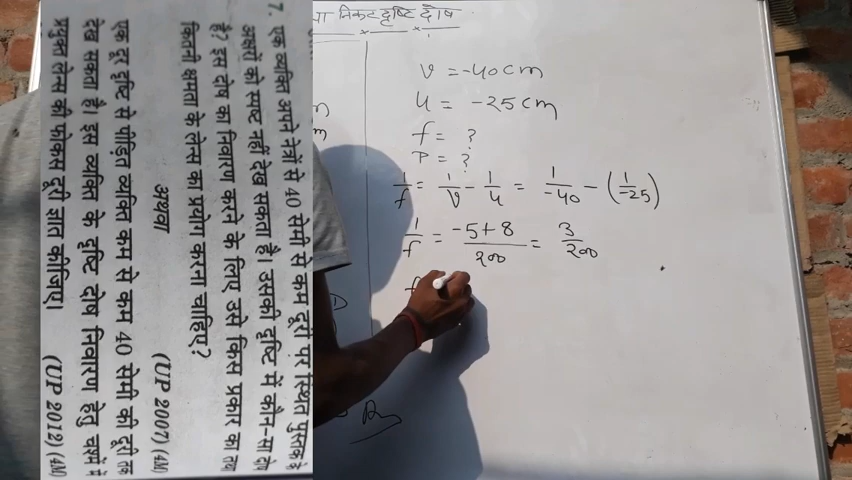 7. एक व्यक्ति अपने नेत्रों से 40 सेमी से कम दूरी पर स्थित पुस्तक के
अक्षरों को स्पष्ट नहीं देख सकता है। उसकी दृष्टि में कौन-सा दोष
है? इस दोष का निवारण करने के लिए उसे किस प्रकार का तथा
कितनी क्षमता के लेन्स का प्रयोग करना चाहिए?
(UP 2007) (4M)
अथवा
एक दूर दृष्टि से पीड़ित व्यक्ति कम से कम 40 सेमी की दूरी तक
देख सकता है। इस व्यक्ति के दृष्टि दोष निवारण हेतु चश्में में
प्रयुक्त लेन्स की फोकस दूरी ज्ञात कीजिए।
(UP 2012) (4M)
निकट दृष्टि दोष
v = -40 cm
u = -25 cm
f = ?
P = ?
1/f = 1/v - 1/u = 1/-40 - (1/-25)
1/f = -5+8/200 = 3/200
f